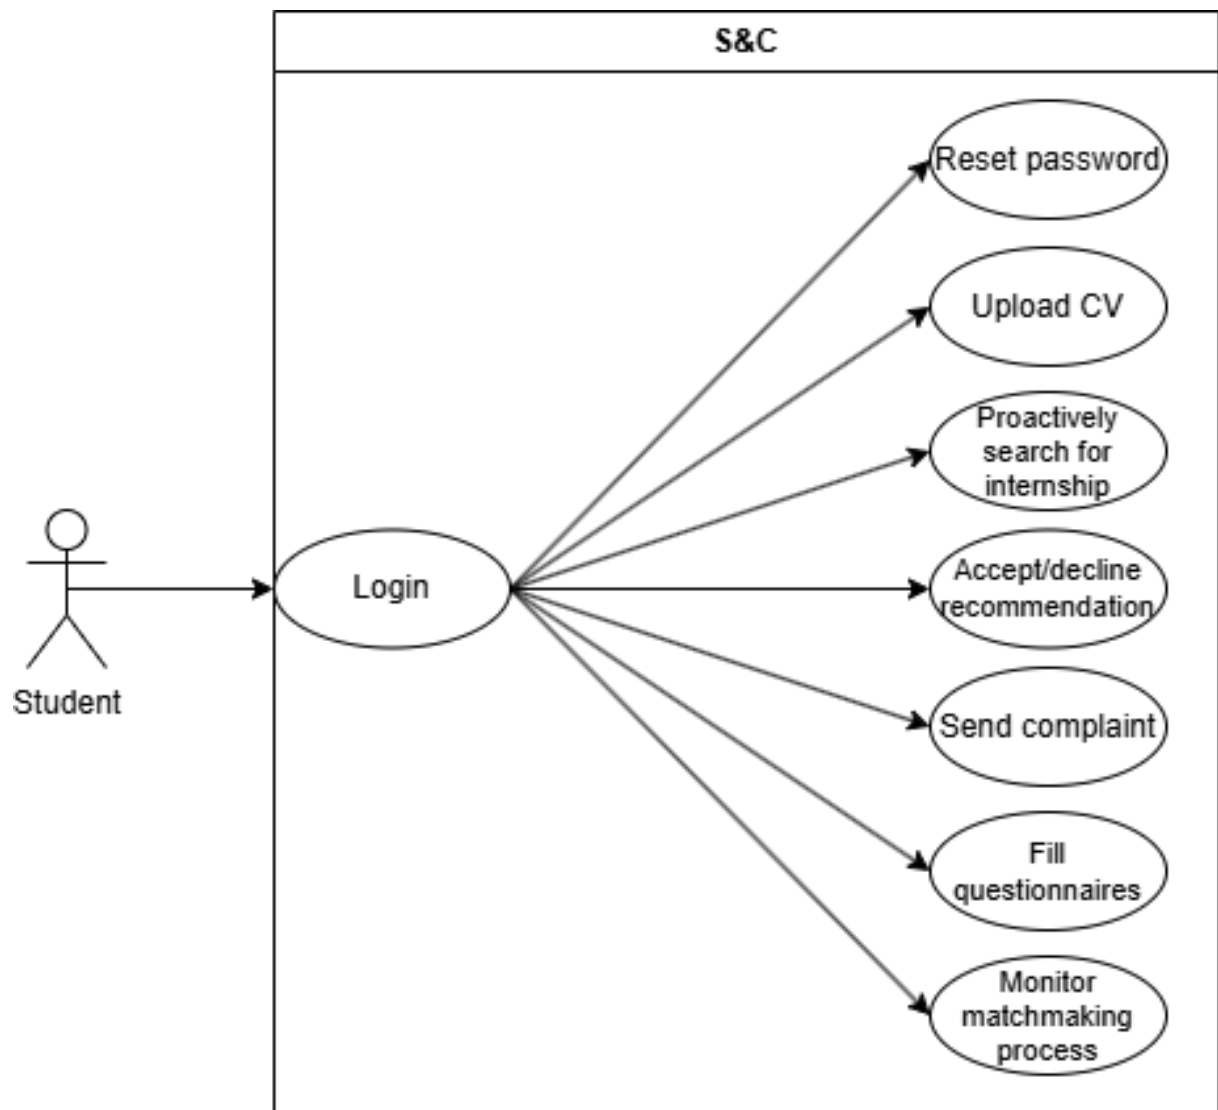 S&C
Reset password
Upload CV
Proactively
search for
internship
Student
Login
Accept/decline
recommendation
Send complaint
Fill
questionnaires
Monitor
matchmaking
process